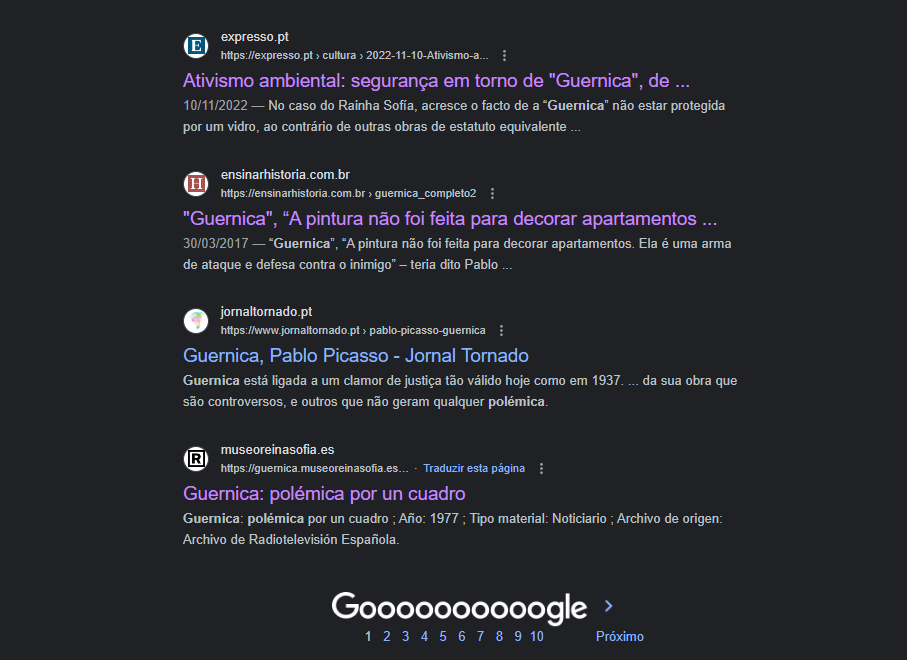 E
expresso.pt
https://expresso.pt › cultura › 2022-11-10-Ativismo-a...
Ativismo ambiental: segurança em torno de "Guernica", de ...
10/11/2022 — No caso do Rainha Sofía, acresce o facto de a “Guernica” não estar protegida
por um vidro, ao contrário de outras obras de estatuto equivalente ...
H
ensinarhistoria.com.br
https://ensinarhistoria.com.br › guernica_completo2
"Guernica", “A pintura não foi feita para decorar apartamentos ...
30/03/2017 — “Guernica”, “A pintura não foi feita para decorar apartamentos. Ela é uma arma
de ataque e defesa contra o inimigo” – teria dito Pablo ...
jornaltornado.pt
https://www.jornaltornado.pt › pablo-picasso-guernica
Guernica, Pablo Picasso - Jornal Tornado
Guernica está ligada a um clamor de justiça tão válido hoje como em 1937. ... da sua obra que
são controversos, e outros que não geram qualquer polémica.
R
museoreinasofia.es
https://guernica.museoreinasofia.es... · Traduzir esta página
Guernica: polémica por un cuadro
Guernica: polémica por un cuadro ; Año: 1977 ; Tipo material: Noticiario ; Archivo de origen:
Archivo de Radiotelevisión Española.
Goooooooooogle >
1 2 3 4 5 6 7 8 9 10 Próximo